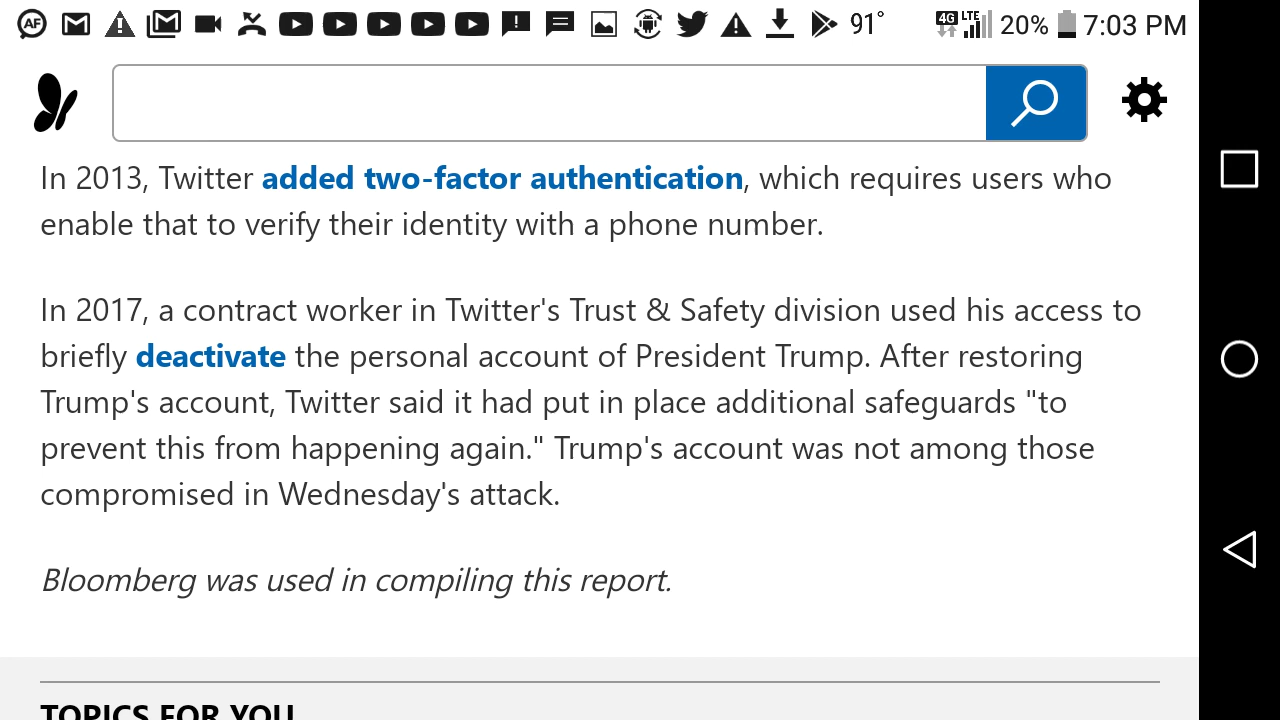 AF 91° 4G LTE 20% 7:03 PM
In 2013, Twitter added two-factor authentication, which requires users who
enable that to verify their identity with a phone number.
In 2017, a contract worker in Twitter's Trust & Safety division used his access to
briefly deactivate the personal account of President Trump. After restoring
Trump's account, Twitter said it had put in place additional safeguards "to
prevent this from happening again." Trump's account was not among those
compromised in Wednesday's attack.
Bloomberg was used in compiling this report.
TOPICS FOR YOU